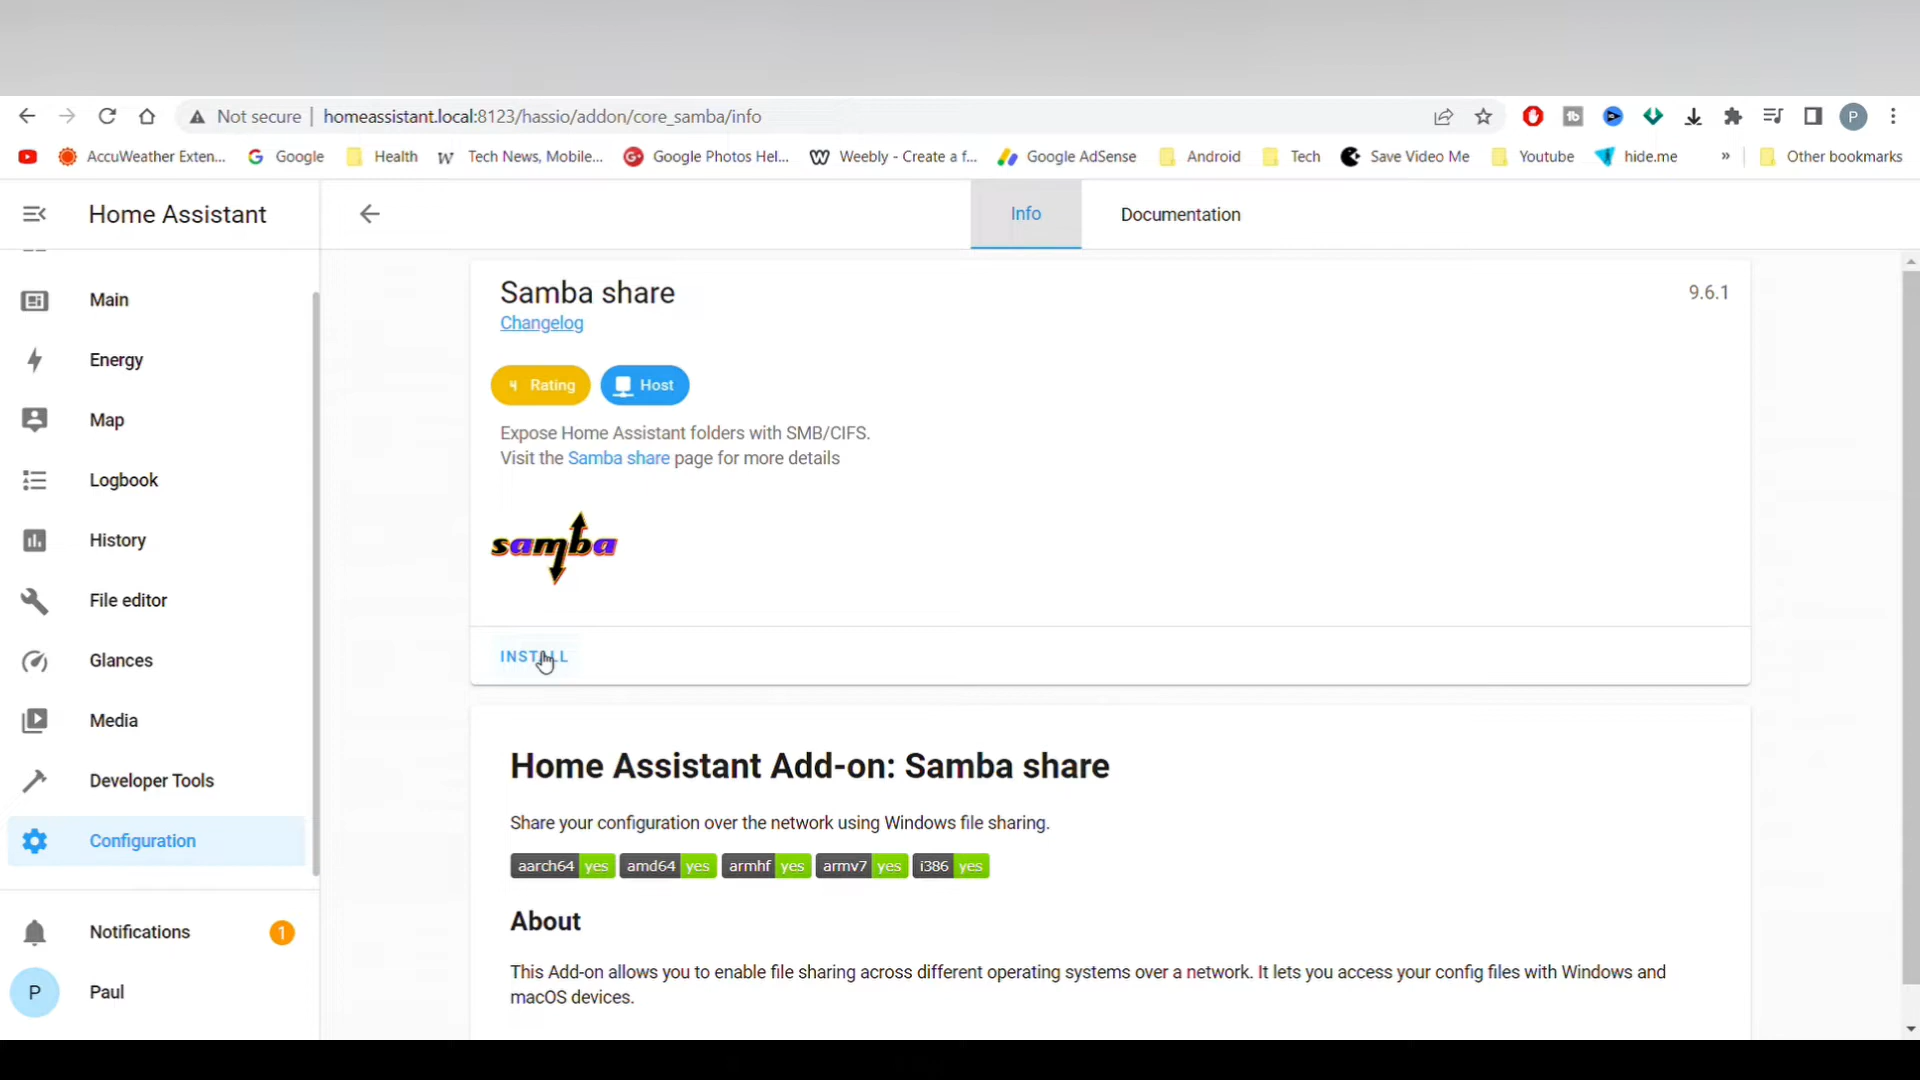 Not secure | homeassistant.local:8123/hassio/addon/core_samba/info
P
AccuWeather Exten... Google Health W Tech News, Mobile... Google Photos Hel... Weebly - Create a f... Google AdSense Android Tech Save Video Me Youtube hide.me » Other bookmarks
Home Assistant
Info
Documentation
Main
Energy
Map
Logbook
History
File editor
Glances
Media
Developer Tools
Configuration
Notifications 1
P Paul
Samba share 9.6.1
Changelog
4 Rating Host
Expose Home Assistant folders with SMB/CIFS.
Visit the Samba share page for more details
samba
INSTALL
Home Assistant Add-on: Samba share
Share your configuration over the network using Windows file sharing.
aarch64 yes amd64 yes armhf yes armv7 yes i386 yes
About
This Add-on allows you to enable file sharing across different operating systems over a network. It lets you access your config files with Windows and
macOS devices.